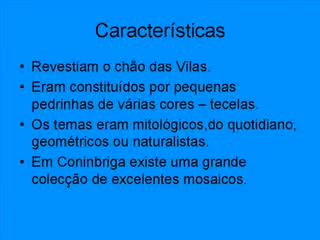 Características
• Revestiam o chão das Vilas.
• Eram constituídos por pequenas
pedrinhas de várias cores – tecelas.
• Os temas eram mitológicos,do quotidiano,
geométricos ou naturalistas.
• Em Coninbriga existe uma grande
colecção de excelentes mosaicos.